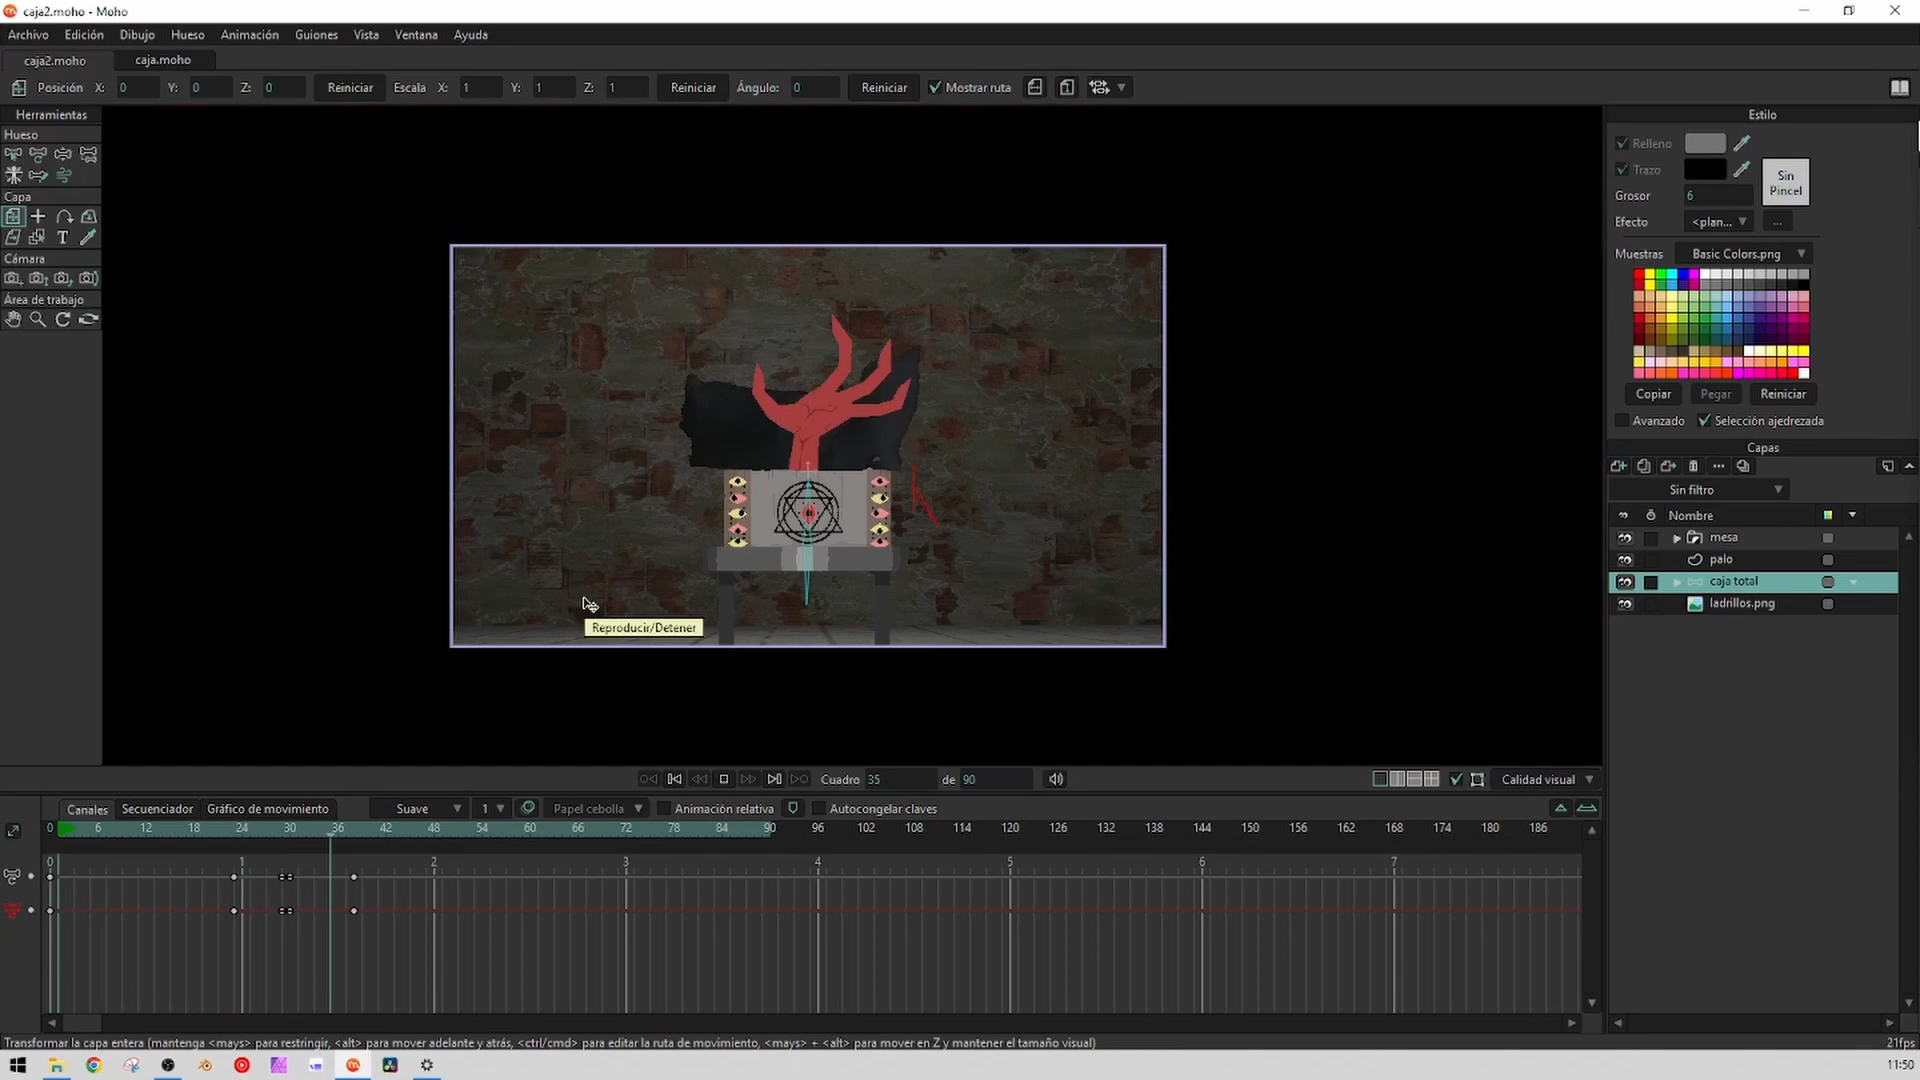 caja2.moho - Moho
Archivo Edición Dibujo Hueso Animación Guiones Vista Ventana Ayuda
caja2.moho caja.moho
Posición X: 0 Y: 0 Z: 0 Reiniciar Escala X: 1 Y: 1 Z: 1 Reiniciar Ángulo: 0 Reiniciar Mostrar ruta
Herramientas
Hueso
Capa
T
Cámara
Área de trabajo
Estilo
Relleno
Trazo
Sin Pincel
Grosor 6
Efecto <plan... ...
Muestras Basic Colors.png
Copiar Pegar Reiniciar
Avanzado Selección ajedrezada
Capas
Sin filtro
Nombre
mesa
palo
caja total
ladrillos.png
Reproducir/Detener
Cuadro 35 de 90 Calidad visual
Canales Secuenciador Gráfico de movimiento Suave 1 Papel cebolla Animación relativa Autocongelar claves
0 6 12 18 24 30 36 42 48 54 60 66 72 78 84 90 96 102 108 114 120 126 132 138 144 150 156 162 168 174 180 186
0 1 2 3 4 5 6 7
Transformar la capa entera (mantenga <mays> para restringir, <alt> para mover adelante y atrás, <ctrl/cmd> para editar la ruta de movimiento, <mays> + <alt> para mover en Z y mantener el tamaño visual) 21fps
11:50